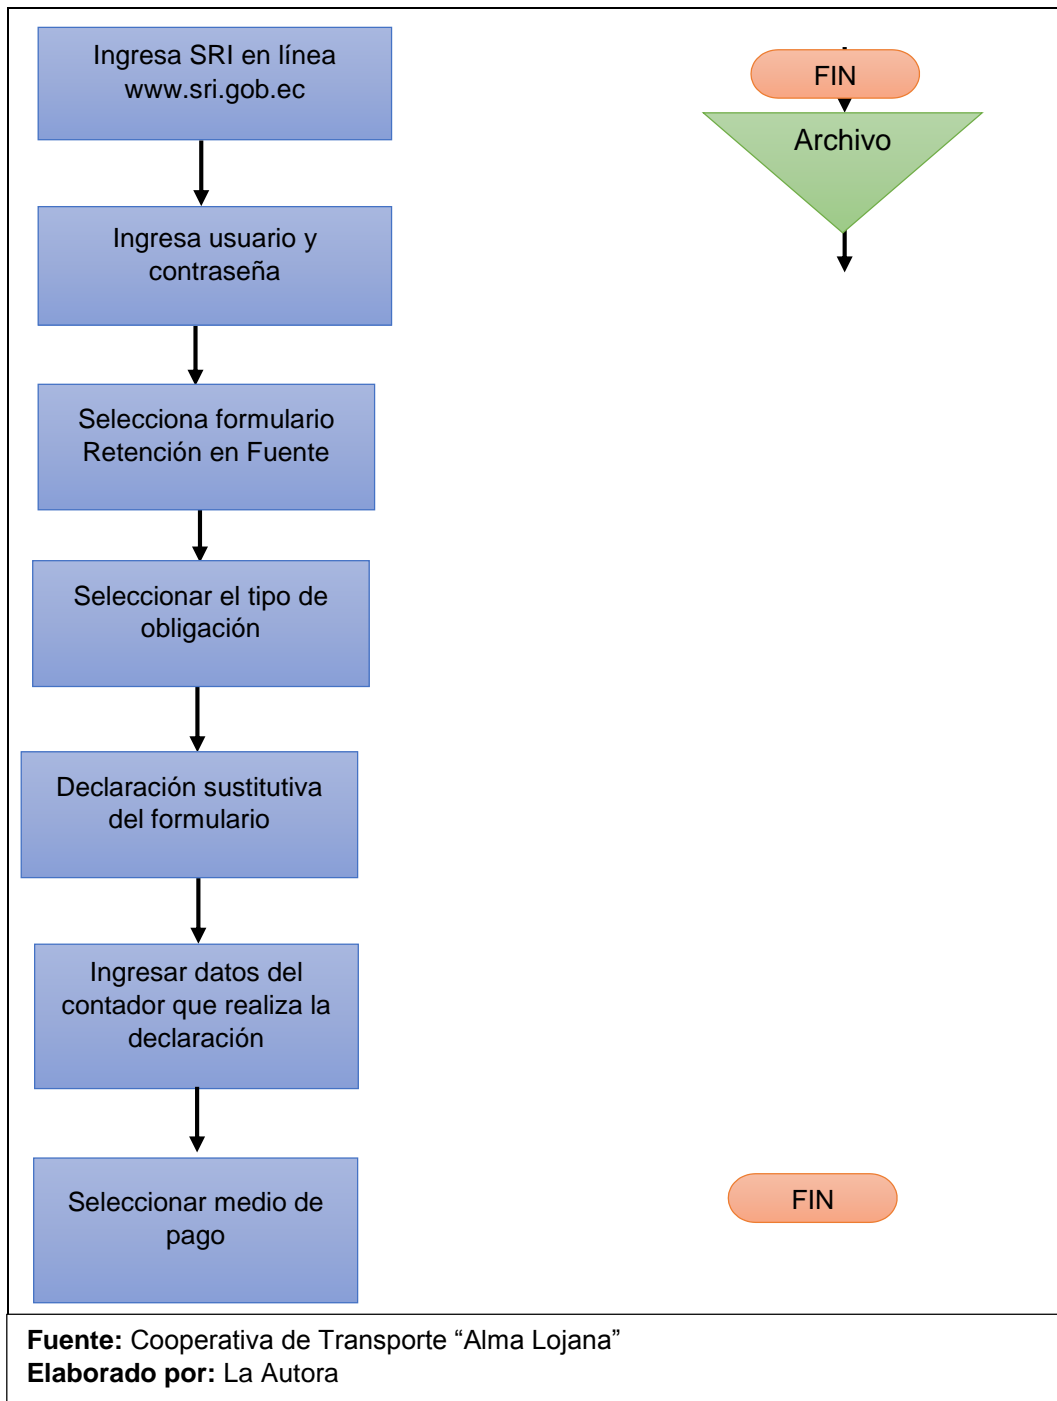 Ingresa SRI en línea
www.sri.gob.ec
FIN
Archivo
Ingresa usuario y
contraseña
Selecciona formulario
Retención en Fuente
Seleccionar el tipo de
obligación
Declaración sustitutiva
del formulario
Ingresar datos del
contador que realiza la
declaración
Seleccionar medio de
pago
FIN
Fuente: Cooperativa de Transporte “Alma Lojana”
Elaborado por: La Autora